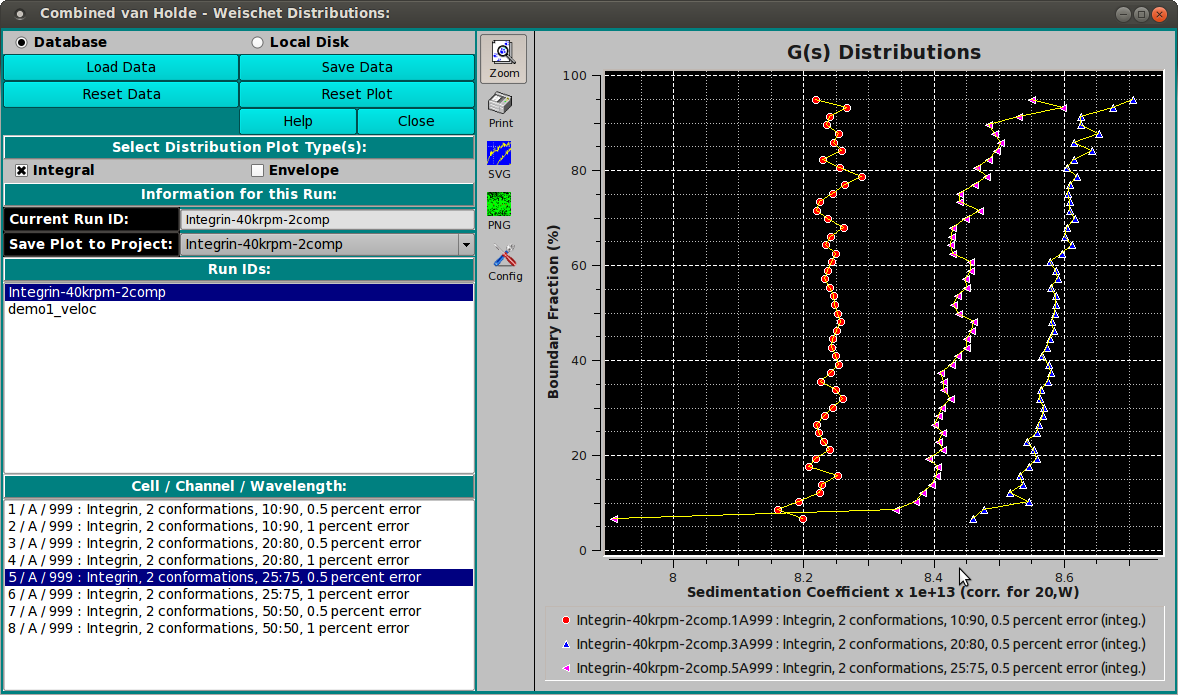 Combined van Holde - Weischet Distributions:
Database Local Disk
Load Data Save Data
Reset Data Reset Plot
Help Close
Select Distribution Plot Type(s):
Integral Envelope
Information for this Run:
Current Run ID: Integrin-40krpm-2comp
Save Plot to Project: Integrin-40krpm-2comp
Run IDs:
Integrin-40krpm-2comp
demo1_veloc
Cell / Channel / Wavelength:
1 / A / 999 : Integrin, 2 conformations, 10:90, 0.5 percent error
2 / A / 999 : Integrin, 2 conformations, 10:90, 1 percent error
3 / A / 999 : Integrin, 2 conformations, 20:80, 0.5 percent error
4 / A / 999 : Integrin, 2 conformations, 20:80, 1 percent error
5 / A / 999 : Integrin, 2 conformations, 25:75, 0.5 percent error
6 / A / 999 : Integrin, 2 conformations, 25:75, 1 percent error
7 / A / 999 : Integrin, 2 conformations, 50:50, 0.5 percent error
8 / A / 999 : Integrin, 2 conformations, 50:50, 1 percent error
Zoom
Print
SVG
PNG
Config
G(s) Distributions
Boundary Fraction (%)
100
80
60
40
20
0
8 8.2 8.4 8.6
Sedimentation Coefficient x 1e+13 (corr. for 20,W)
Integrin-40krpm-2comp.1A999 : Integrin, 2 conformations, 10:90, 0.5 percent error (integ.)
Integrin-40krpm-2comp.3A999 : Integrin, 2 conformations, 20:80, 0.5 percent error (integ.)
Integrin-40krpm-2comp.5A999 : Integrin, 2 conformations, 25:75, 0.5 percent error (integ.)